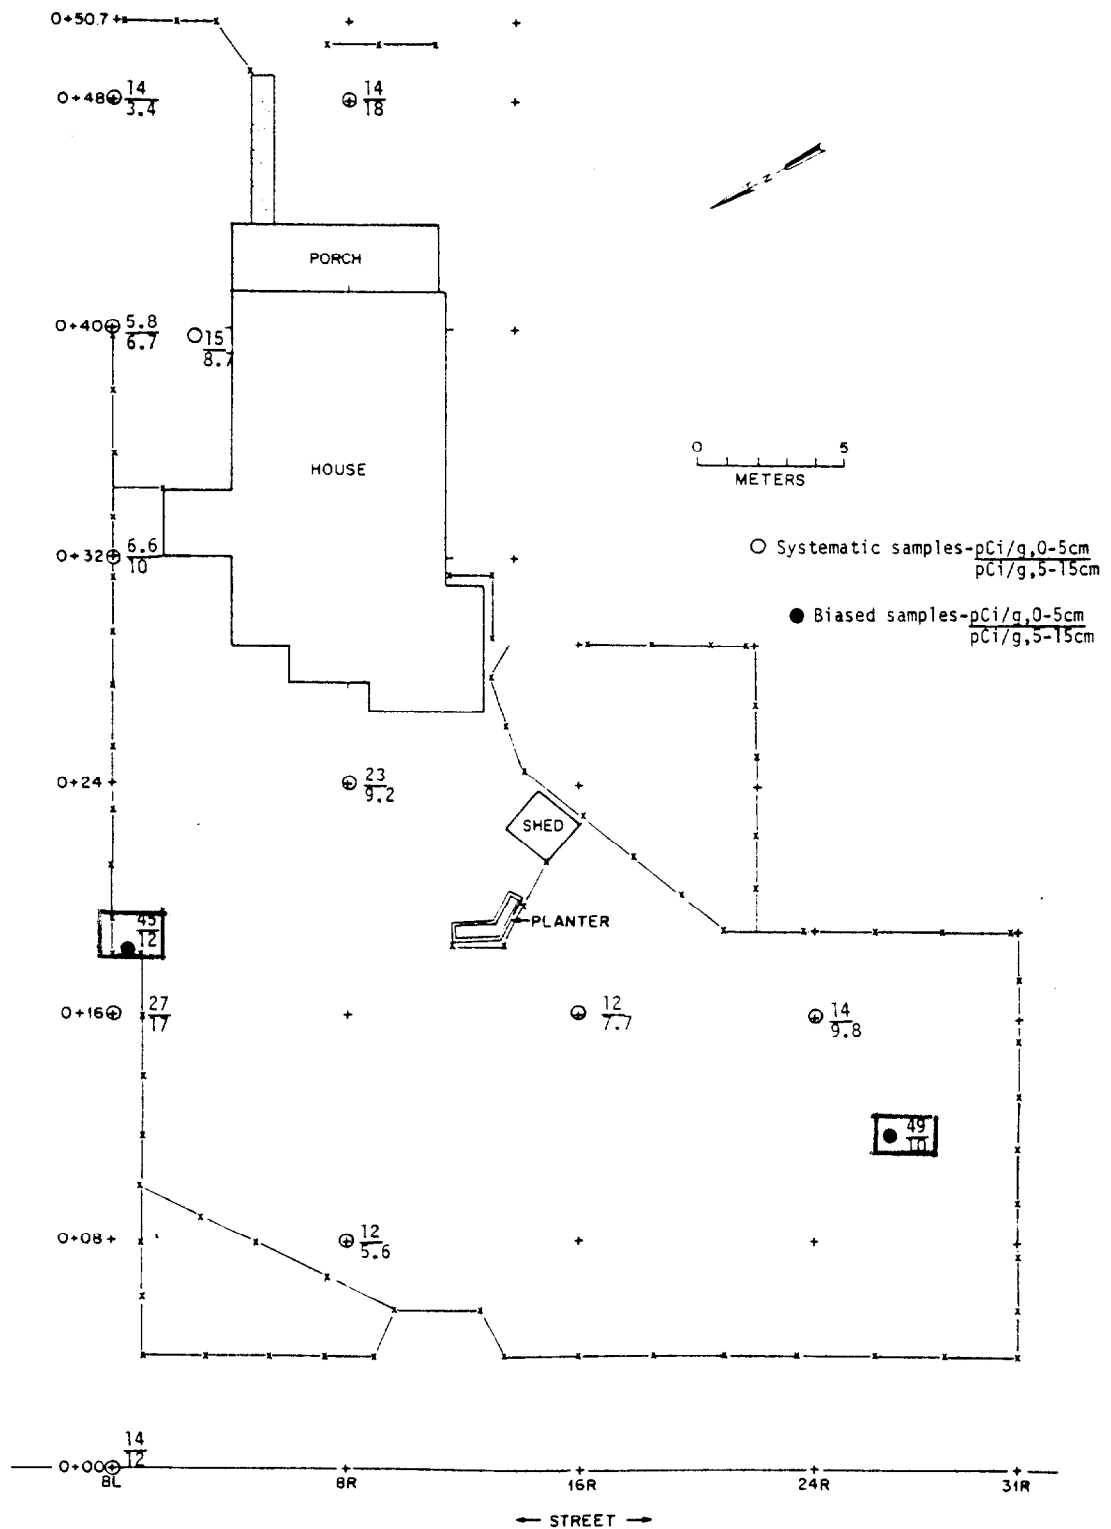 0+50.7
0+48
14
3.4
14
18
N
PORCH
0+40
5.8
6.7
15
8.7
HOUSE
0 5
METERS
0+32
6.6
10
Systematic samples-pCi/g,0-5cm
pCi/g,5-15cm
Biased samples-pCi/g,0-5cm
pCi/g,5-15cm
0+24
23
9.2
SHED
45
12
PLANTER
0+16
27
17
12
7.7
14
9.8
49
10
0+08
12
5.6
14
12
0+00
8L 8R 16R 24R 31R
STREET